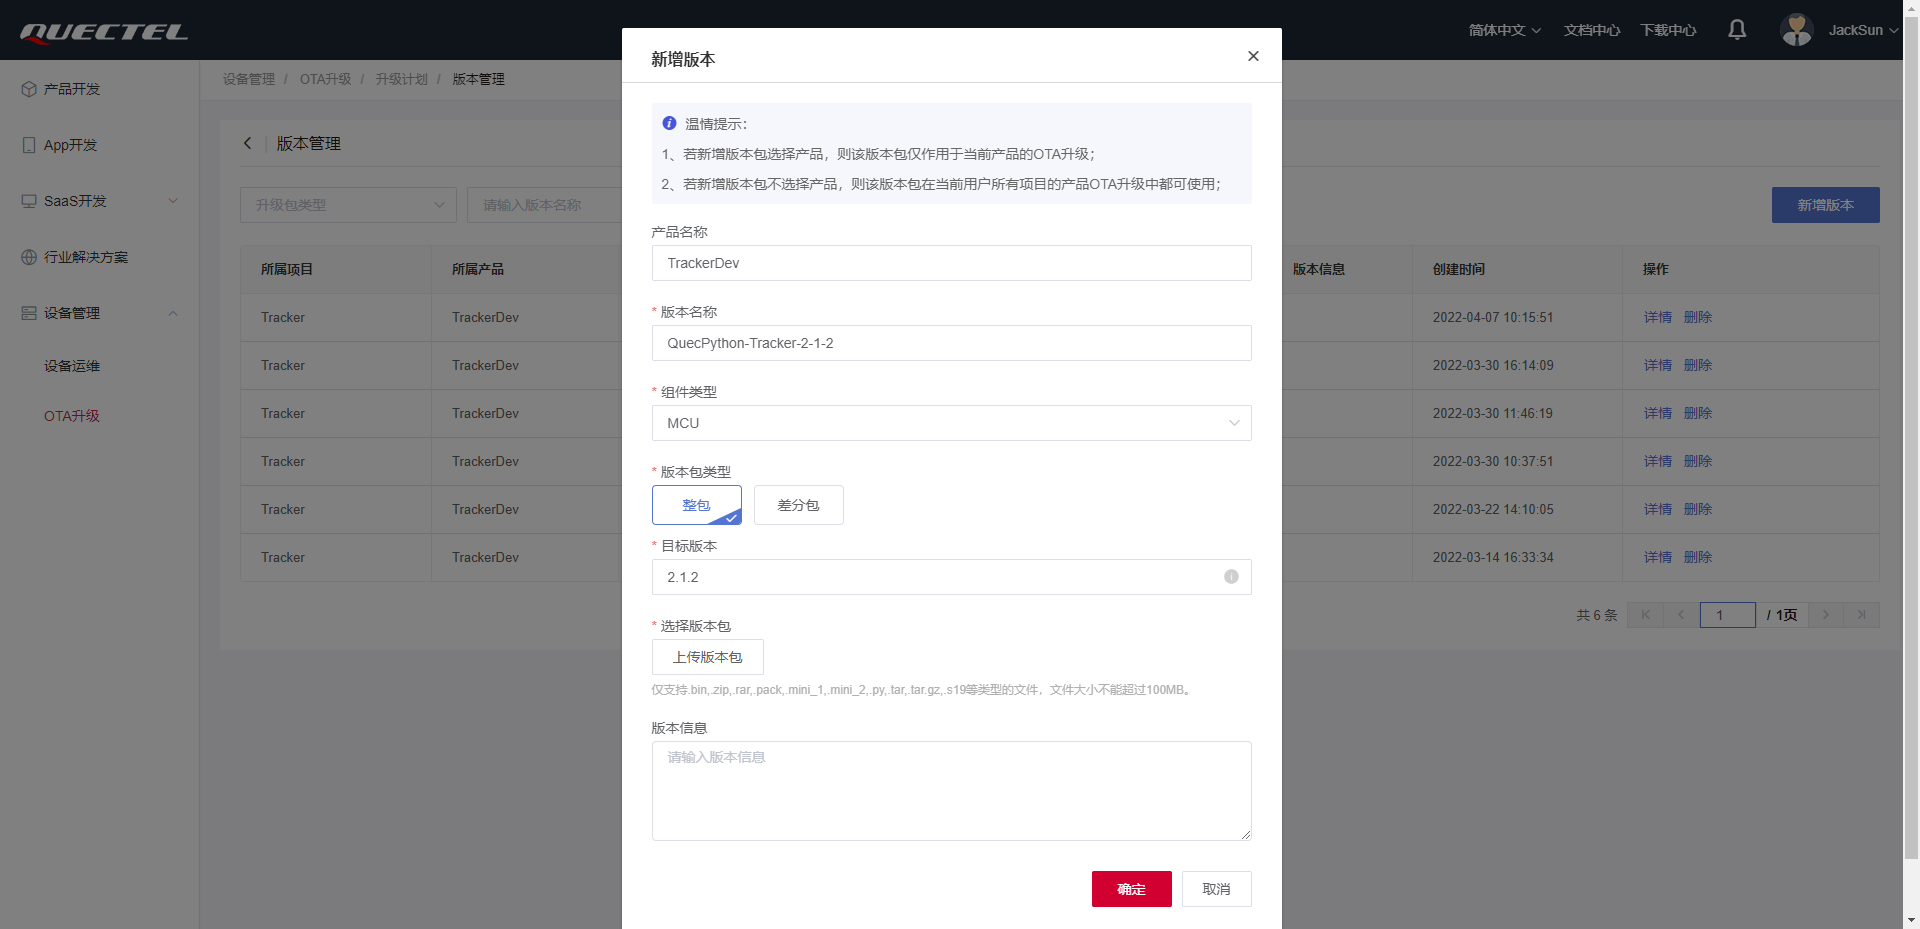 QUECTEL
简体中文
文档中心
下载中心
JackSun
产品开发
App开发
SaaS开发
行业解决方案
设备管理
设备运维
OTA升级
设备管理 / OTA升级 / 升级计划 / 版本管理
版本管理
升级包类型
请输入版本名称
新增版本
所属项目 所属产品 版本信息 创建时间 操作
Tracker TrackerDev 2022-04-07 10:15:51 详情 删除
Tracker TrackerDev 2022-03-30 16:14:09 详情 删除
Tracker TrackerDev 2022-03-30 11:46:19 详情 删除
Tracker TrackerDev 2022-03-30 10:37:51 详情 删除
Tracker TrackerDev 2022-03-22 14:10:05 详情 删除
Tracker TrackerDev 2022-03-14 16:33:34 详情 删除
共 6 条 1 / 1页
新增版本
温情提示：
1、若新增版本包选择产品，则该版本包仅作用于当前产品的OTA升级；
2、若新增版本包不选择产品，则该版本包在当前用户所有项目的产品OTA升级中都可使用；
产品名称
TrackerDev
* 版本名称
QuecPython-Tracker-2-1-2
* 组件类型
MCU
* 版本包类型
整包 差分包
* 目标版本
2.1.2
* 选择版本包
上传版本包
仅支持.bin,.zip,.rar,.pack,.mini_1,.mini_2,.py,.tar,.tar.gz,.s19等类型的文件，文件大小不能超过100MB。
版本信息
请输入版本信息
确定 取消